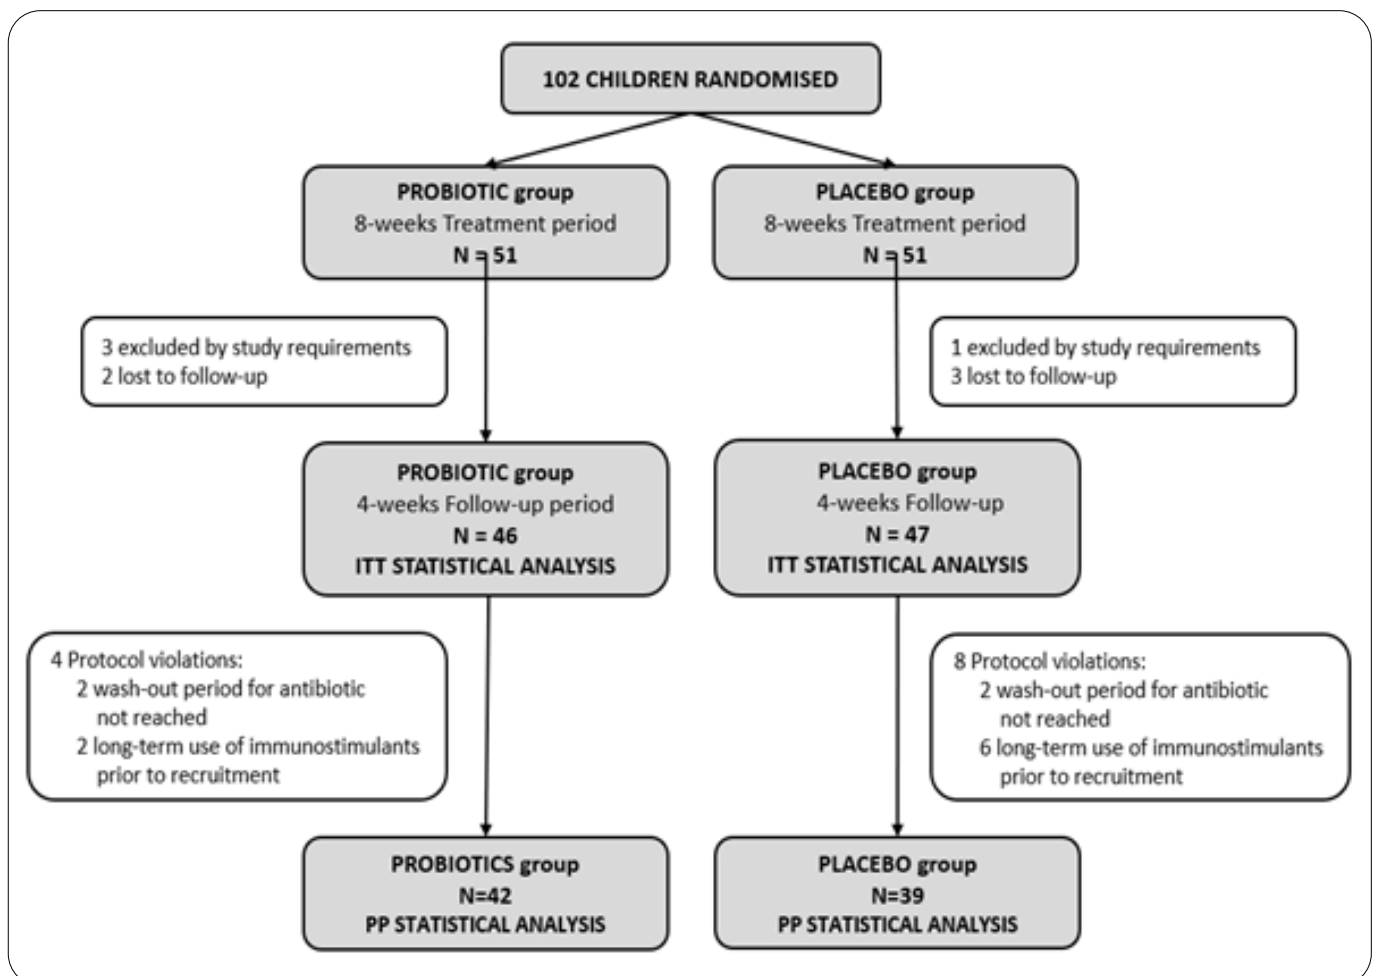 102 CHILDREN RANDOMISED
PROBIOTIC group
8-weeks Treatment period
N = 51
PLACEBO group
8-weeks Treatment period
N = 51
3 excluded by study requirements
2 lost to follow-up
1 excluded by study requirements
3 lost to follow-up
PROBIOTIC group
4-weeks Follow-up period
N = 46
ITT STATISTICAL ANALYSIS
PLACEBO group
4-weeks Follow-up
N = 47
ITT STATISTICAL ANALYSIS
4 Protocol violations:
2 wash-out period for antibiotic
not reached
2 long-term use of immunostimulants
prior to recruitment
8 Protocol violations:
2 wash-out period for antibiotic
not reached
6 long-term use of immunostimulants
prior to recruitment
PROBIOTICS group
N=42
PP STATISTICAL ANALYSIS
PLACEBO group
N=39
PP STATISTICAL ANALYSIS